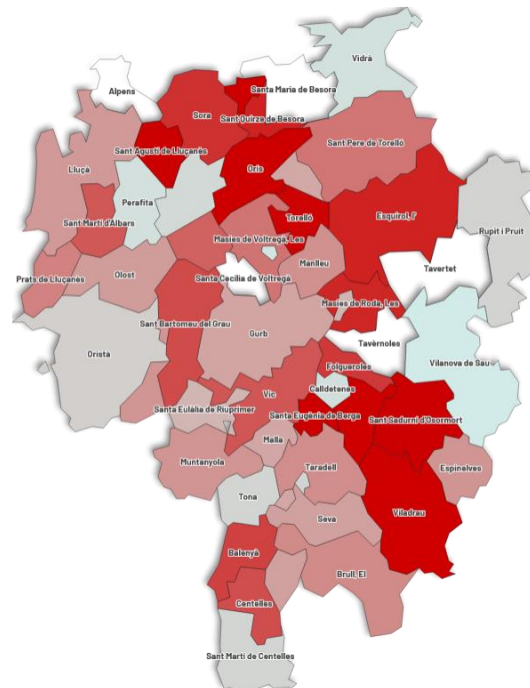 Vidrà
Alpens
Santa Maria de Besora
Sora
Sant Quirze de Besora
Sant Pere de Torelló
Sant Agustí de Lluçanès
Lluçà
Orís
Perafita
Sant Martí d'Albars
Torelló
Esquirol, l'
Rupit i Pruit
Masies de Voltregà, Les
Manlleu
Tavertet
Prats de Lluçanès
Olost
Santa Cecília de Voltregà
Masies de Roda, Les
Sant Bartomeu del Grau
Gurb
Tavèrnoles
Oristà
Vilanova de Sau
Folgueroles
Calldetenes
Vic
Santa Eulàlia de Riuprimer
Santa Eugènia de Berga
Sant Sadurní d'Osormort
Malla
Muntanyola
Taradell
Espinelves
Tona
Viladrau
Seva
Balenyà
Brull, El
Centelles
Sant Martí de Centelles